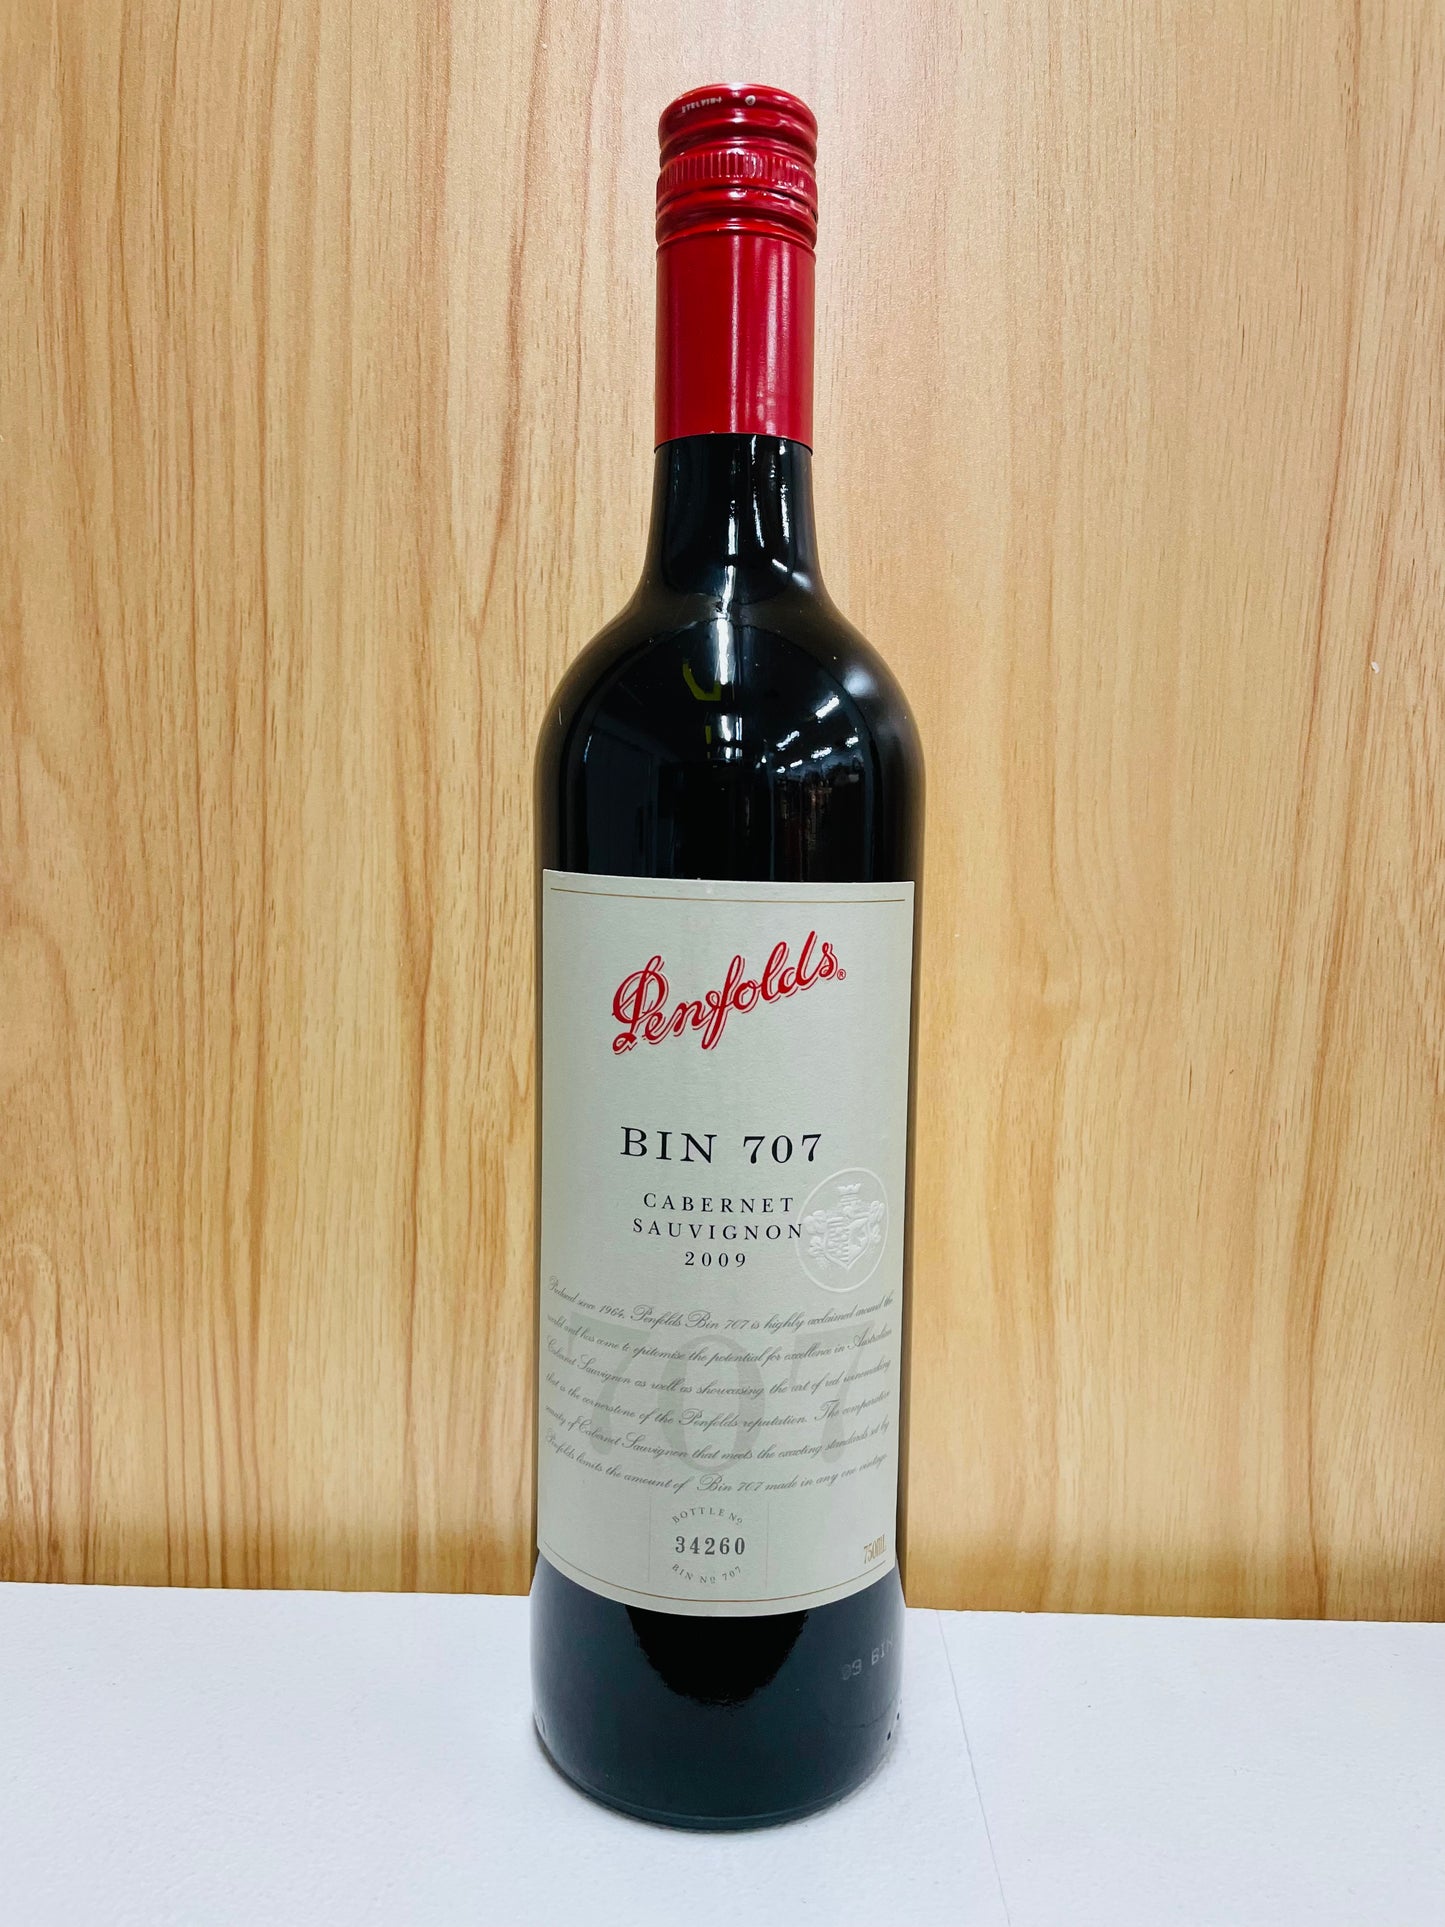 STELVIN
Penfolds®
BIN 707
CABERNET
SAUVIGNON
2009
707
Produced since 1964, Penfolds Bin 707 is highly acclaimed around the
world and has come to epitomise the potential for excellence in Australian
Cabernet Sauvignon as well as showcasing the art of red winemaking
that is the cornerstone of the Penfolds reputation. The comparative
scarcity of Cabernet Sauvignon that meets the exacting standards set by
Penfolds limits the amount of Bin 707 made in any one vintage.
BOTTLE No
34260
BIN No 707
750ML
09 BIN